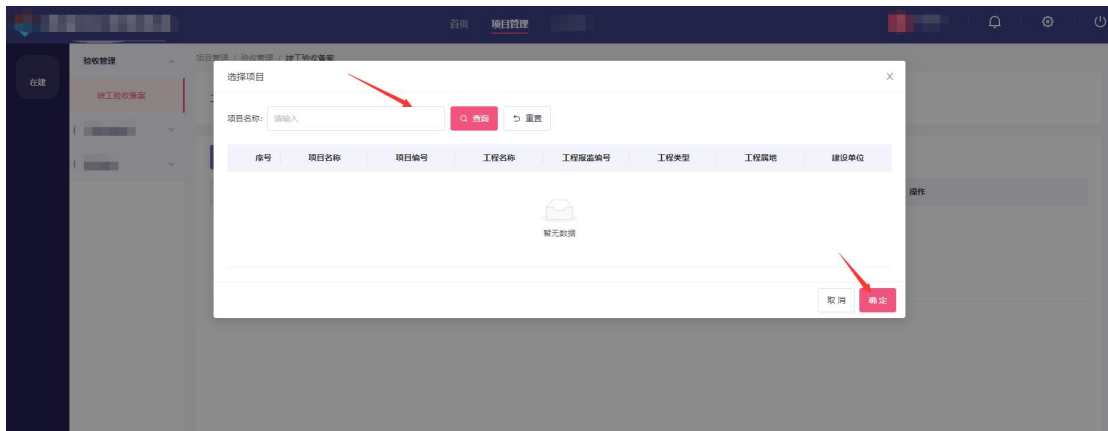 首页 项目管理
在建
验收管理
竣工验收备案
项目管理 / 验收管理 / 竣工验收备案
选择项目 X
项目名称: 请输入 查询 重置
序号 项目名称 项目编号 工程名称 工程报监编号 工程类型 工程属地 建设单位
操作
暂无数据
取消 确定